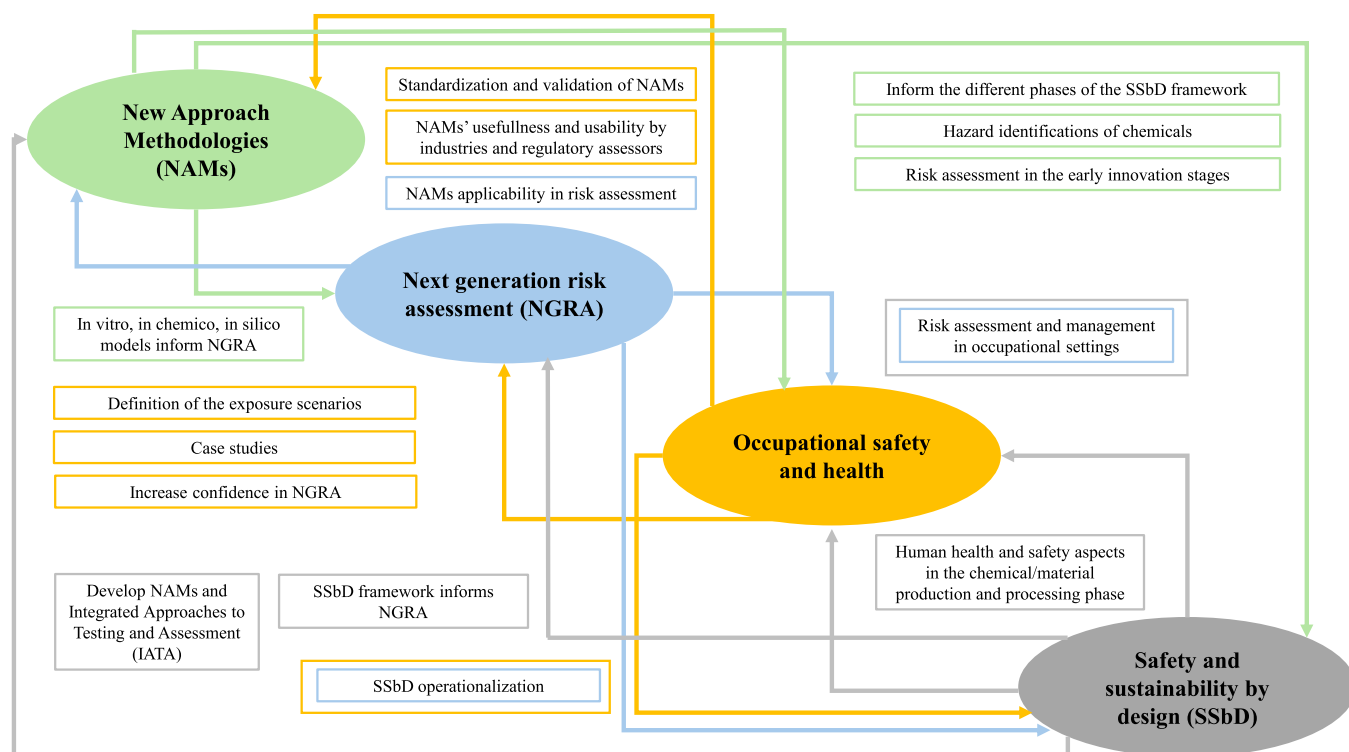 New Approach
Methodologies
(NAMs)
Standardization and validation of NAMs
NAMs’ usefullness and usability by
industries and regulatory assessors
NAMs applicability in risk assessment
Inform the different phases of the SSbD framework
Hazard identifications of chemicals
Risk assessment in the early innovation stages
Next generation risk
assessment (NGRA)
In vitro, in chemico, in silico
models inform NGRA
Risk assessment and management
in occupational settings
Definition of the exposure scenarios
Case studies
Increase confidence in NGRA
Occupational safety
and health
Human health and safety aspects
in the chemical/material
production and processing phase
Develop NAMs and
Integrated Approaches to
Testing and Assessment
(IATA)
SSbD framework informs
NGRA
SSbD operationalization
Safety and
sustainability by
design (SSbD)